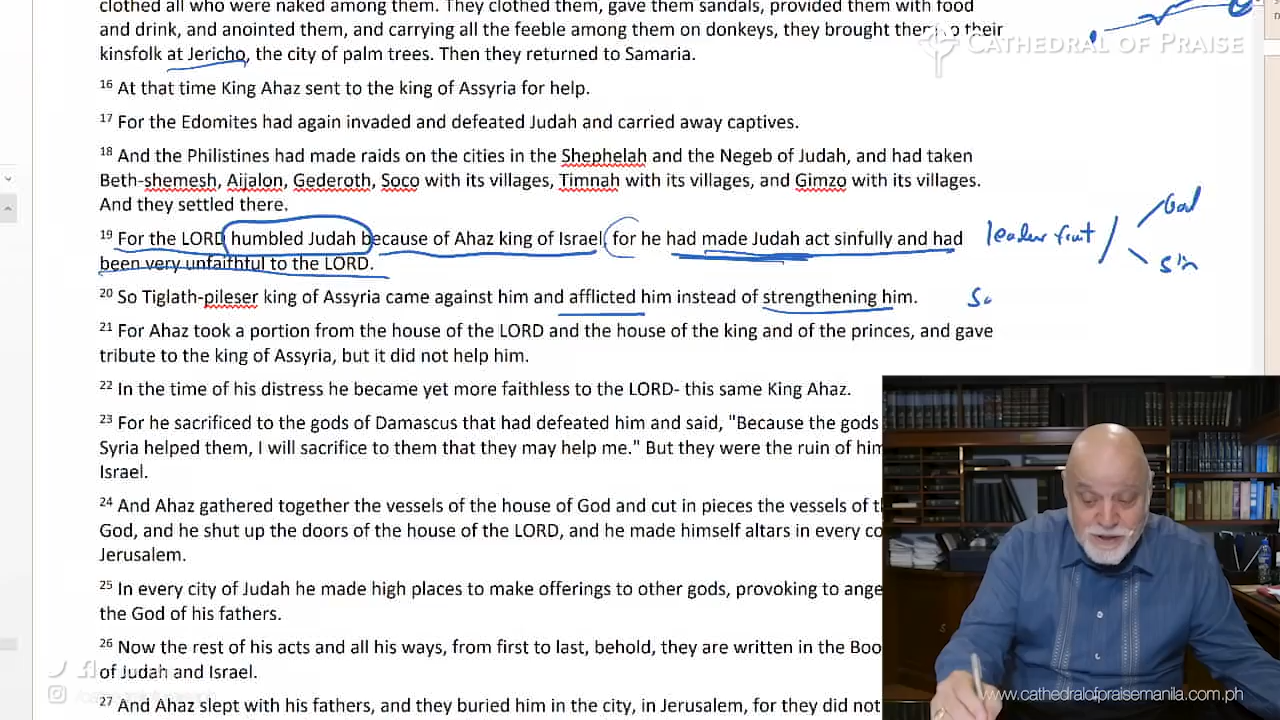 clothed all who were naked among them. They clothed them, gave them sandals, provided them with food
and drink, and anointed them, and carrying all the feeble among them on donkeys, they brought them to their
kinsfolk at Jericho, the city of palm trees. Then they returned to Samaria.
CATHEDRAL OF PRAISE
16 At that time King Ahaz sent to the king of Assyria for help.
17 For the Edomites had again invaded and defeated Judah and carried away captives.
18 And the Philistines had made raids on the cities in the Shephelah and the Negeb of Judah, and had taken
Beth-shemesh, Aijalon, Gederoth, Soco with its villages, Timnah with its villages, and Gimzo with its villages.
And they settled there.
19 For the LORD humbled Judah because of Ahaz king of Israel, for he had made Judah act sinfully and had
been very unfaithful to the LORD.
leader first
God
sin
20 So Tiglath-pileser king of Assyria came against him and afflicted him instead of strengthening him.
21 For Ahaz took a portion from the house of the LORD and the house of the king and of the princes, and gave
tribute to the king of Assyria, but it did not help him.
22 In the time of his distress he became yet more faithless to the LORD- this same King Ahaz.
23 For he sacrificed to the gods of Damascus that had defeated him and said, "Because the gods
Syria helped them, I will sacrifice to them that they may help me." But they were the ruin of him
Israel.
24 And Ahaz gathered together the vessels of the house of God and cut in pieces the vessels of
God, and he shut up the doors of the house of the LORD, and he made himself altars in every co
Jerusalem.
25 In every city of Judah he made high places to make offerings to other gods, provoking to ange
the God of his fathers.
26 Now the rest of his acts and all his ways, from first to last, behold, they are written in the Boo
of Judah and Israel.
27 And Ahaz slept with his fathers, and they buried him in the city, in Jerusalem, for they did not
www.cathedralofpraisemanila.com.ph